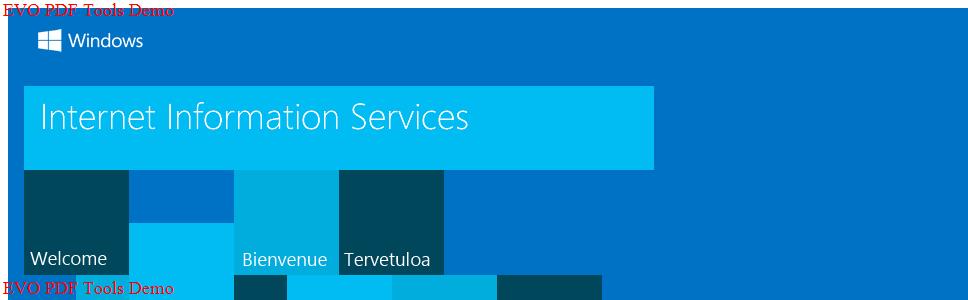 EVO PDF Tools Demo
Windows
Internet Information Services
Welcome
Bienvenue
Tervetuloa
EVO PDF Tools Demo